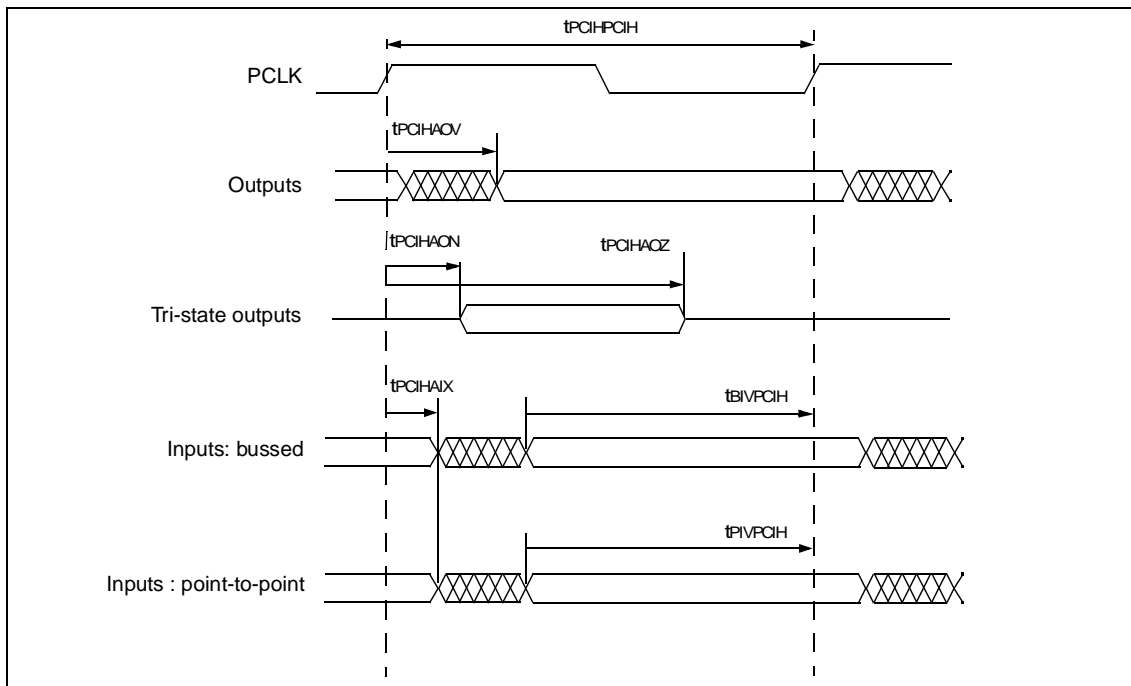 tPCIHPCIH
PCLK
tPCIHAOV
Outputs
tPCIHAON
tPCIHAOZ
Tri-state outputs
tPCIHAIX
tBIVPCIH
Inputs: bussed
tPIVPCIH
Inputs : point-to-point